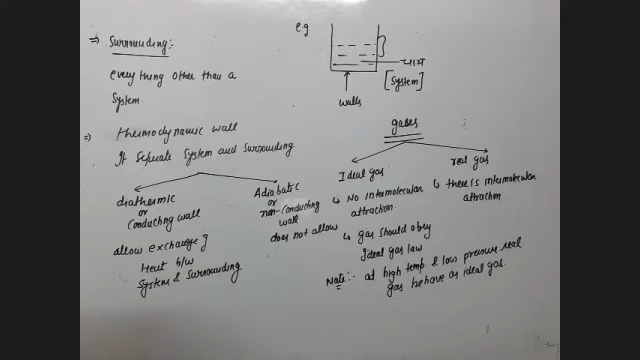 ⇒ Surrounding:-
everything other than a
System.
e.g
[System]
walls
⇒ thermodynamic wall
It Separate System and Surrounding
diathermic
or
Conducting wall
allow exchange of
Heat b/w
System & Surrounding
Adiabatic
or
non-Conducting
wall
does not allow
gases
Ideal gas
↳ No intermolecular
attraction.
↳ gas should obey
Ideal gas law
real gas
↳ there is intermolecular
attraction
Note:- at high temp. & low pressure real
gas behave as ideal gas.